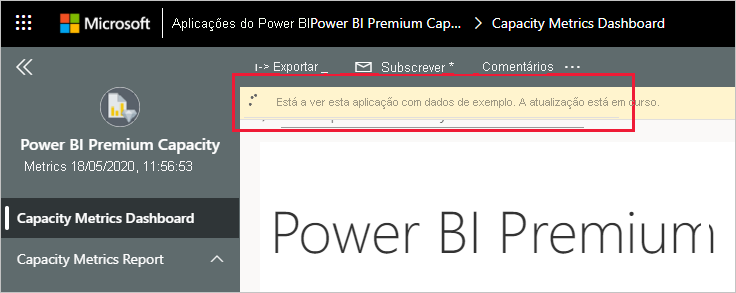 Microsoft Aplicações do Power BIPower BI Premium Cap... > Capacity Metrics Dashboard
|-> Exportar _ Subscrever * Comentários ...
Está a ver esta aplicação com dados de exemplo. A atualização está em curso.
Power BI Premium Capacity
Metrics 18/05/2020, 11:56:53
Capacity Metrics Dashboard
Capacity Metrics Report
Power BI Premium